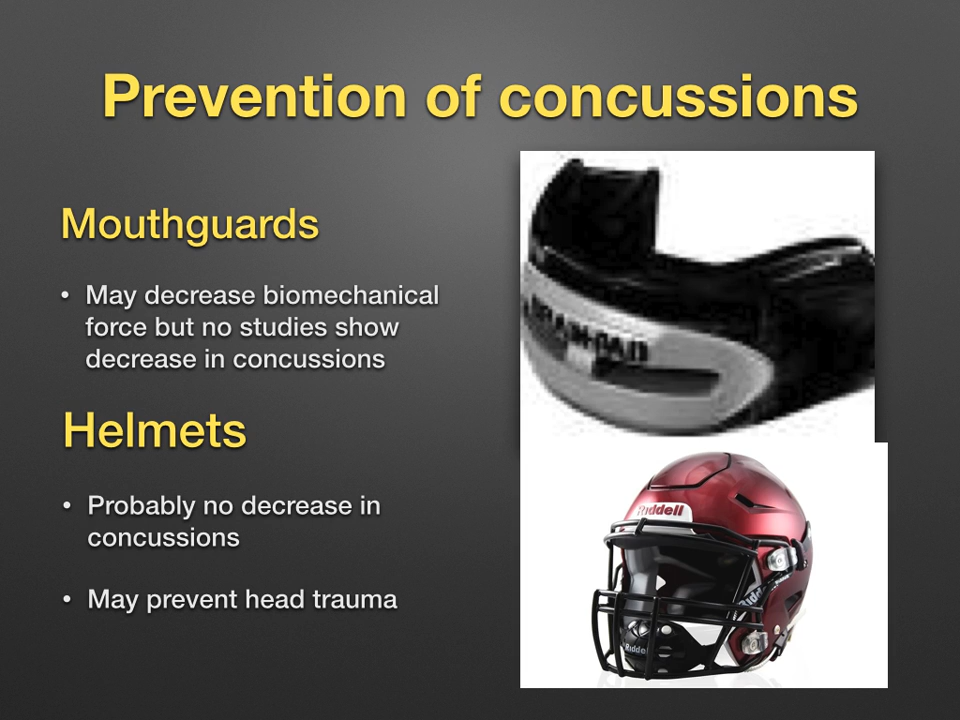 Prevention of concussions
Mouthguards
• May decrease biomechanical
force but no studies show
decrease in concussions
Helmets
• Probably no decrease in
concussions
• May prevent head trauma
Riddell
Riddell